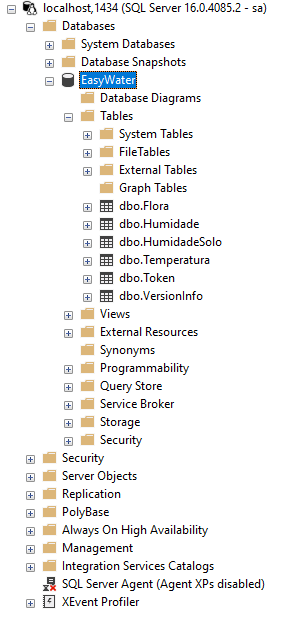 localhost,1434 (SQL Server 16.0.4085.2 - sa)
Databases
System Databases
Database Snapshots
EasyWater
Database Diagrams
Tables
System Tables
FileTables
External Tables
Graph Tables
dbo.Flora
dbo.Humidade
dbo.HumidadeSolo
dbo.Temperatura
dbo.Token
dbo.VersionInfo
Views
External Resources
Synonyms
Programmability
Query Store
Service Broker
Storage
Security
Security
Server Objects
Replication
PolyBase
Always On High Availability
Management
Integration Services Catalogs
SQL Server Agent (Agent XPs disabled)
XEvent Profiler